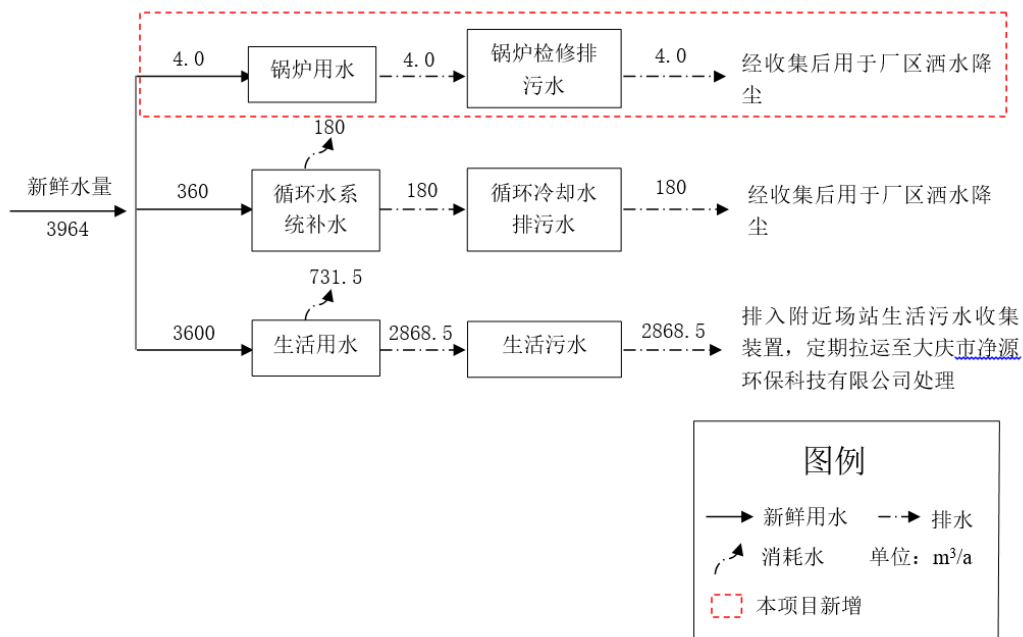 4.0
锅炉用水
4.0
锅炉检修排
污水
4.0
经收集后用于厂区洒水降
尘
180
新鲜水量
3964
360
循环水系
统补水
180
循环冷却水
排污水
180
经收集后用于厂区洒水降
尘
731.5
3600
生活用水
2868.5
生活污水
2868.5
排入附近场站生活污水收集
装置，定期拉运至大庆市净源
环保科技有限公司处理
图例
新鲜用水
排水
消耗水
单位：m³/a
本项目新增